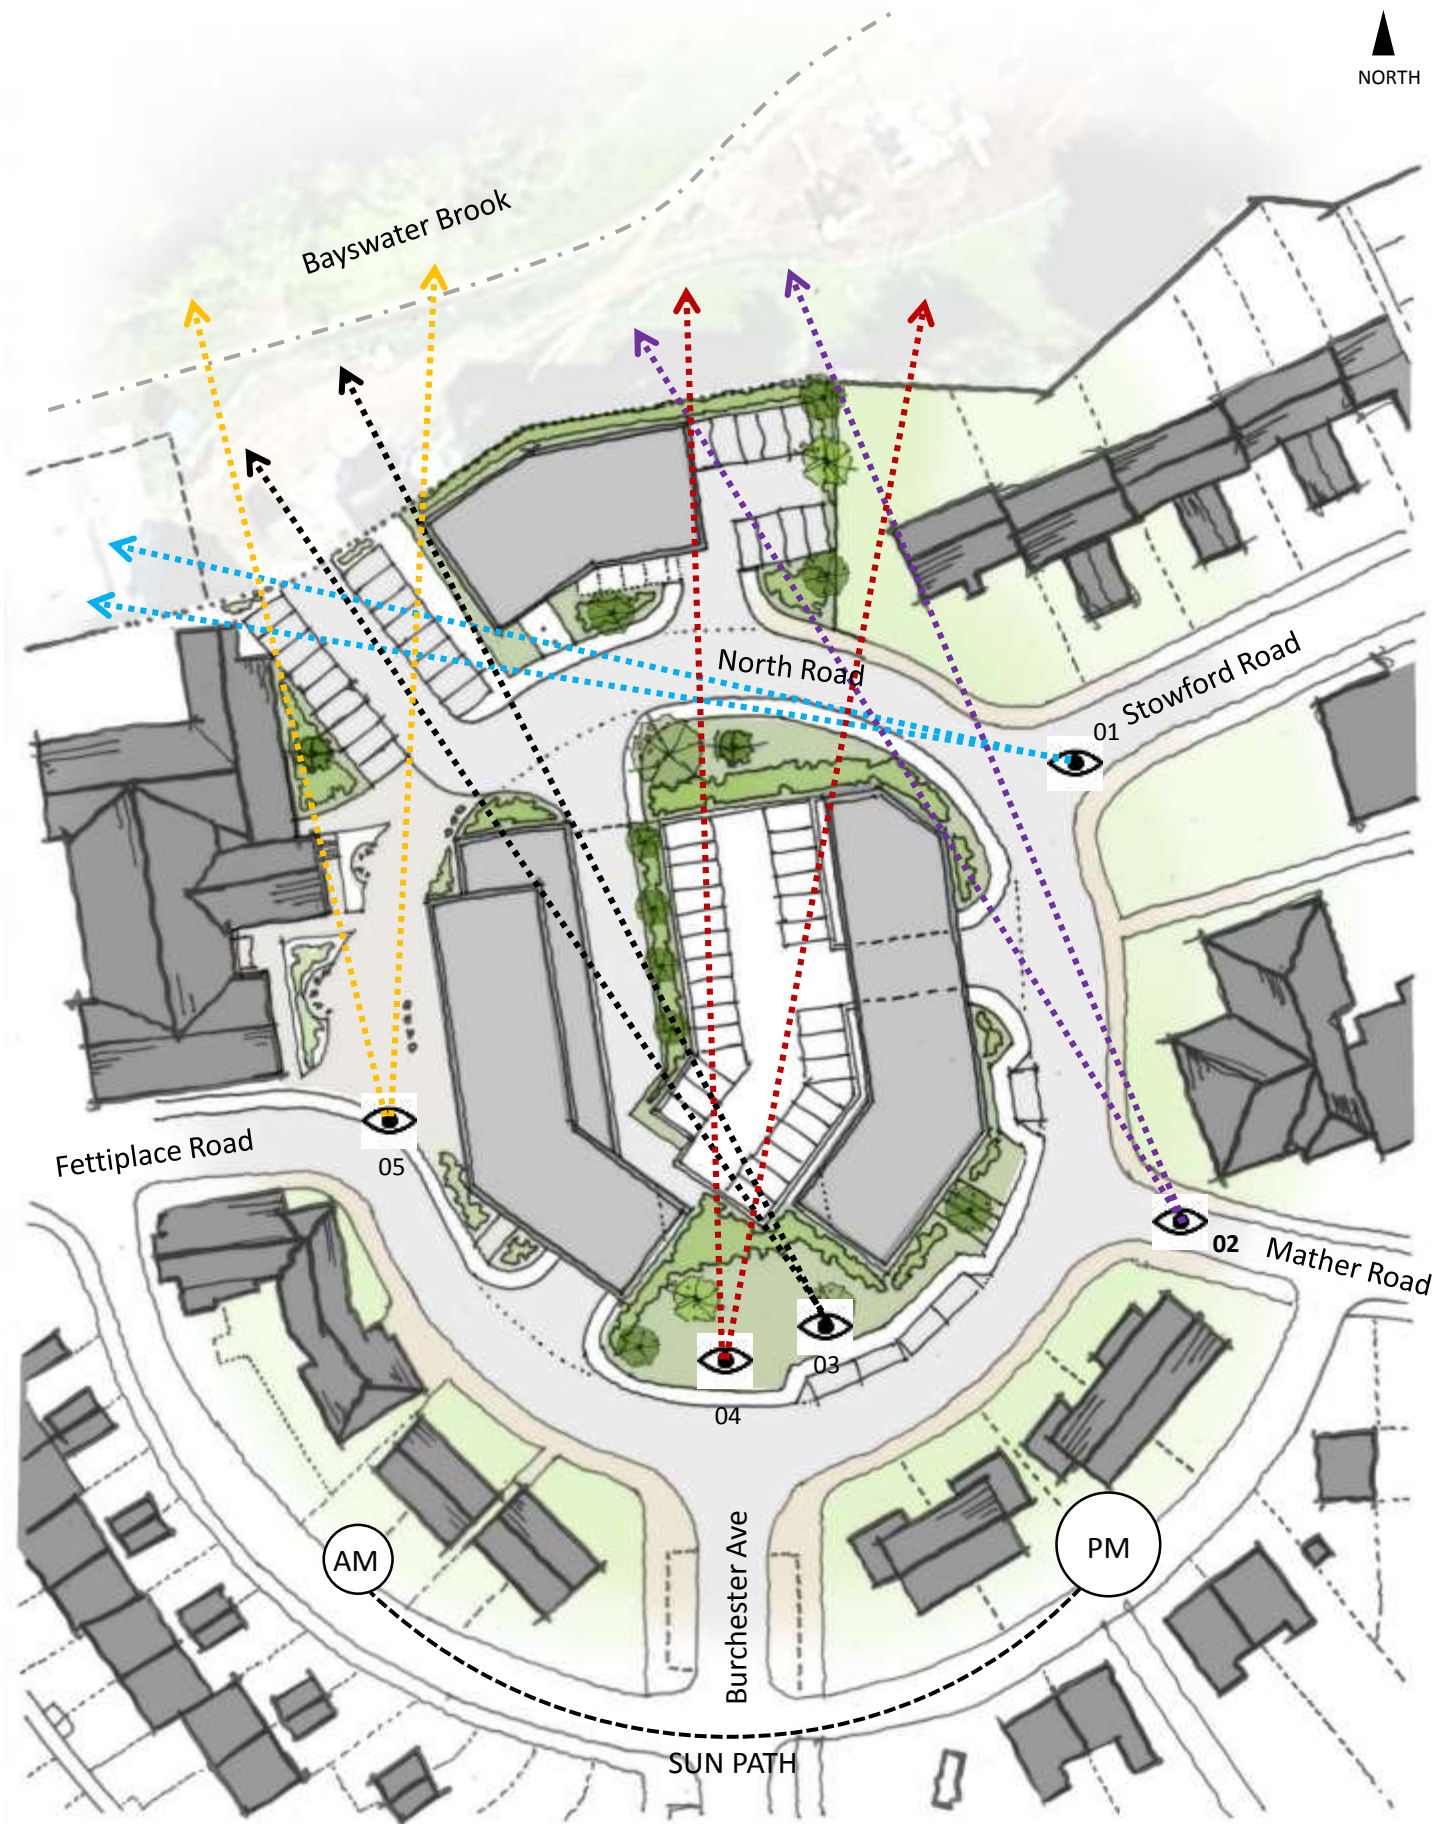 NORTH
Bayswater Brook
North Road
Stowford Road
01
Fettiplace Road
05
02
Mather Road
03
04
AM
PM
Burchester Ave
SUN PATH